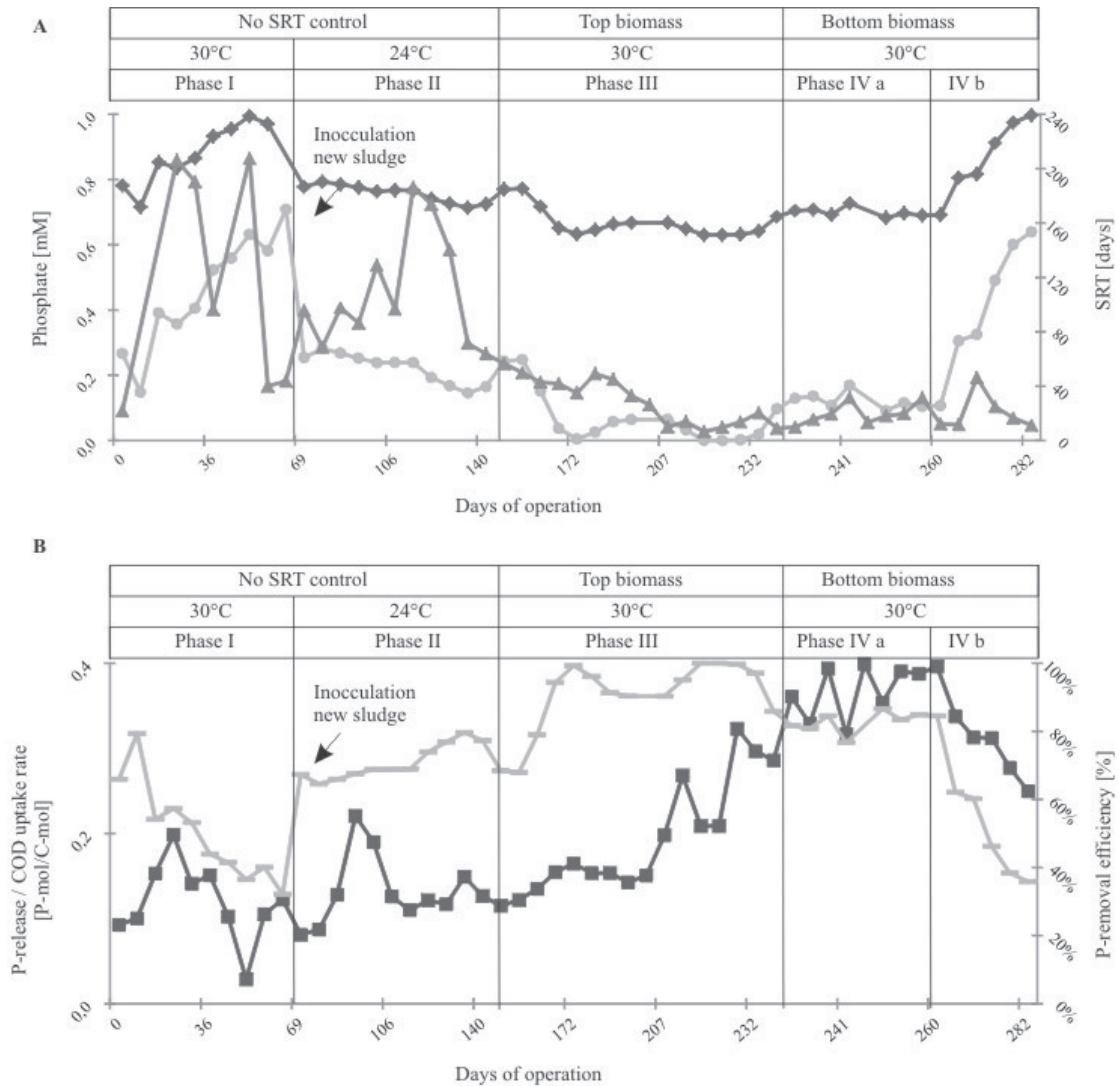 A
No SRT control Top biomass Bottom biomass
30°C 24°C 30°C 30°C
Phase I Phase II Phase III Phase IV a IV b
Inocculation
new sludge
Phosphate [mM]
1,0
0,8
0,6
0,4
0,2
0,0
SRT [days]
240
200
160
120
80
40
0
0 36 69 106 140 172 207 232 241 260 282
Days of operation
B
No SRT control Top biomass Bottom biomass
30°C 24°C 30°C 30°C
Phase I Phase II Phase III Phase IV a IV b
Inocculation
new sludge
P-release / COD uptake rate
[P-mol/C-mol]
0,4
0,2
0,0
P-removal efficiency [%]
100%
80%
60%
40%
20%
0%
0 36 69 106 140 172 207 232 241 260 282
Days of operation